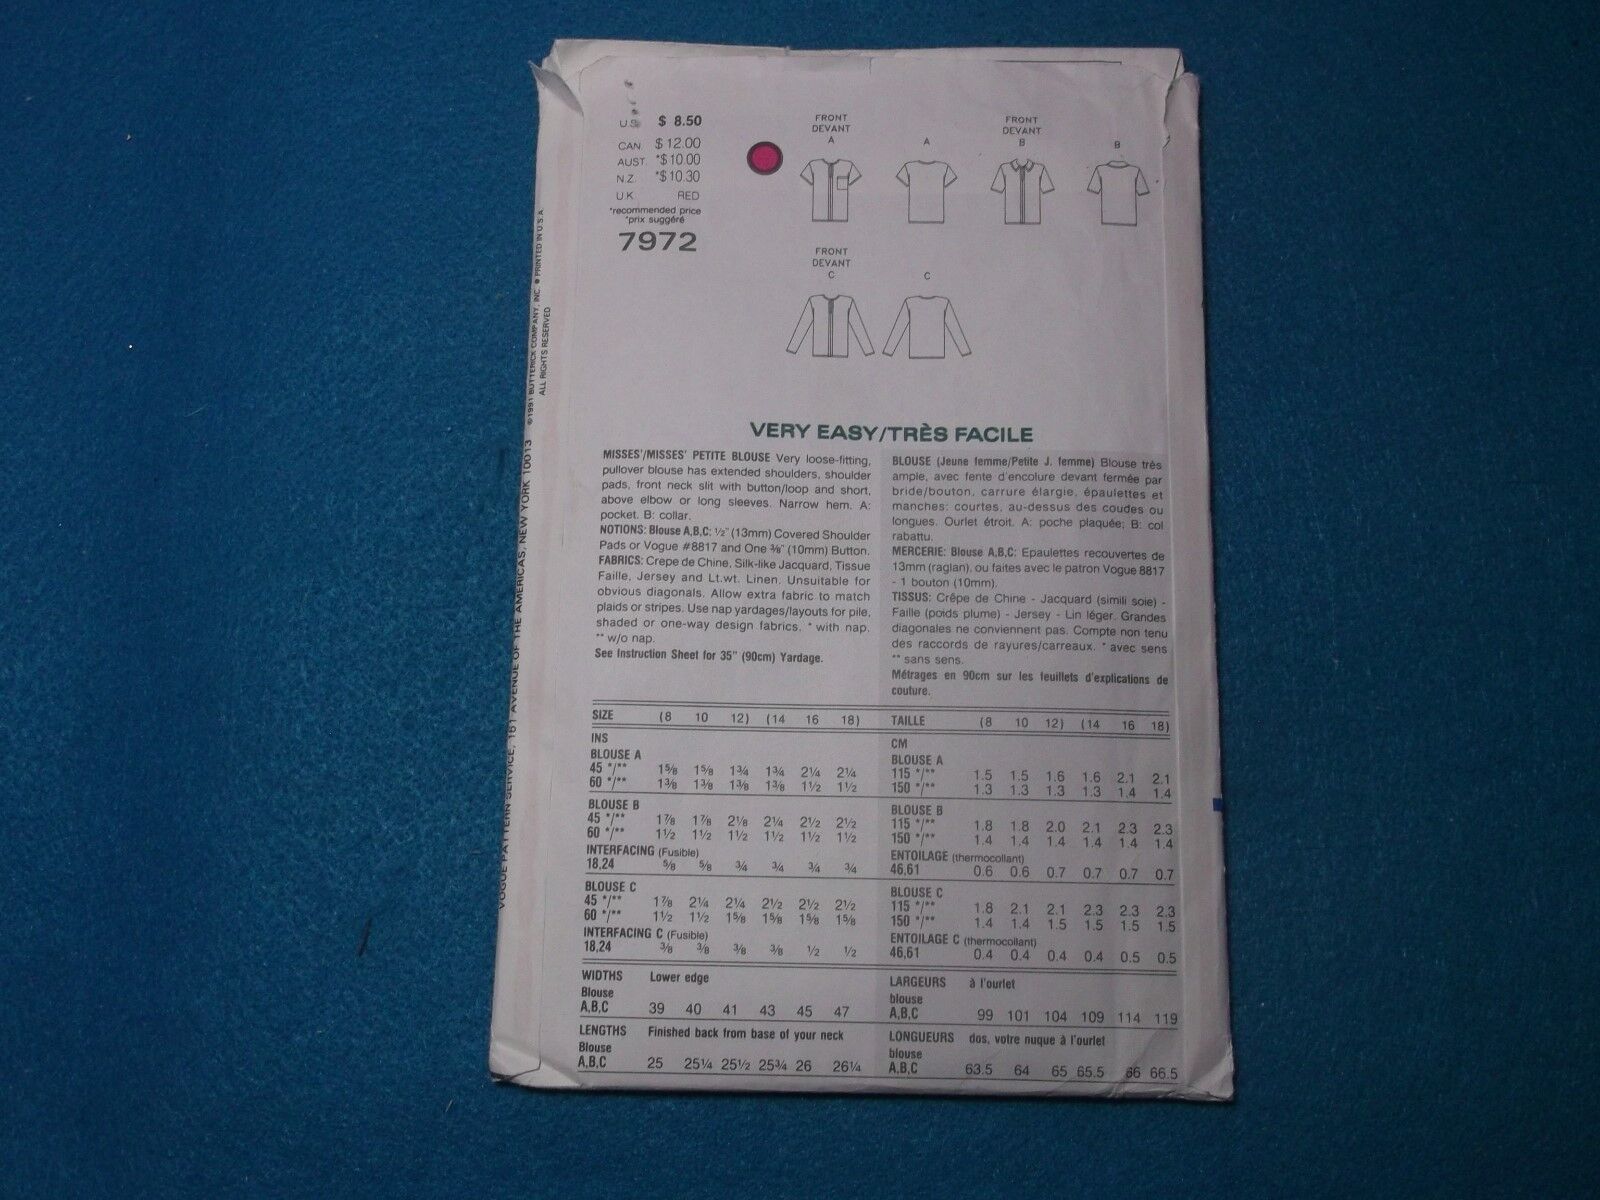 U.S. $ 8.50
CAN. $ 12.00
AUST. *$ 10.00
N.Z. *$ 10.30
U.K. RED
*recommended price
*prix suggéré
7972
FRONT
DEVANT
A
A
FRONT
DEVANT
B
B
FRONT
DEVANT
C
C
VOGUE PATTERN SERVICE, 161 AVENUE OF THE AMERICAS, NEW YORK 10013 ©1991 BUTTERICK COMPANY, INC. ● PRINTED IN U.S.A.
ALL RIGHTS RESERVED
VERY EASY/TRÈS FACILE
MISSES'/MISSES' PETITE BLOUSE Very loose-fitting,
pullover blouse has extended shoulders, shoulder
pads, front neck slit with button/loop and short,
above elbow or long sleeves. Narrow hem. A:
pocket. B: collar.
NOTIONS: Blouse A,B,C: ½" (13mm) Covered Shoulder
Pads or Vogue #8817 and One ⅜" (10mm) Button.
FABRICS: Crepe de Chine, Silk-like Jacquard, Tissue
Faille, Jersey and Lt.wt. Linen. Unsuitable for
obvious diagonals. Allow extra fabric to match
plaids or stripes. Use nap yardages/layouts for pile,
shaded or one-way design fabrics. * with nap.
** w/o nap.
See Instruction Sheet for 35" (90cm) Yardage.
BLOUSE (Jeune femme/Petite J. femme) Blouse très
ample, avec fente d'encolure devant fermée par
bride/bouton, carrure élargie, épaulettes et
manches: courtes, au-dessus des coudes ou
longues. Ourlet étroit. A: poche plaquée; B: col
rabattu.
MERCERIE: Blouse A,B,C: Epaulettes recouvertes de
13mm (raglan), ou faites avec le patron Vogue 8817
- 1 bouton (10mm).
TISSUS: Crêpe de Chine - Jacquard (simili soie) -
Faille (poids plume) - Jersey - Lin léger. Grandes
diagonales ne conviennent pas. Compte non tenu
des raccords de rayures/carreaux. * avec sens
** sans sens.
Métrages en 90cm sur les feuillets d'explications de
couture.
SIZE (8 10 12) (14 16 18)
INS
BLOUSE A
45 */** 1⅝ 1⅝ 1¾ 1¾ 2¼ 2¼
60 */** 1⅜ 1⅜ 1⅜ 1⅜ 1½ 1½
BLOUSE B
45 */** 1⅞ 1⅞ 2⅛ 2¼ 2½ 2½
60 */** 1½ 1½ 1½ 1½ 1½ 1½
INTERFACING (Fusible)
18,24 ⅝ ⅝ ¾ ¾ ¾ ¾
BLOUSE C
45 */** 1⅞ 2¼ 2¼ 2½ 2½ 2½
60 */** 1½ 1½ 1⅝ 1⅝ 1⅝ 1⅝
INTERFACING C (Fusible)
18,24 ⅜ ⅜ ⅜ ⅜ ½ ½
WIDTHS Lower edge
Blouse
A,B,C 39 40 41 43 45 47
LENGTHS Finished back from base of your neck
Blouse
A,B,C 25 25¼ 25½ 25¾ 26 26¼
TAILLE (8 10 12) (14 16 18)
CM
BLOUSE A
115 */** 1.5 1.5 1.6 1.6 2.1 2.1
150 */** 1.3 1.3 1.3 1.3 1.4 1.4
BLOUSE B
115 */** 1.8 1.8 2.0 2.1 2.3 2.3
150 */** 1.4 1.4 1.4 1.4 1.4 1.4
ENTOILAGE (thermocollant)
46,61 0.6 0.6 0.7 0.7 0.7 0.7
BLOUSE C
115 */** 1.8 2.1 2.1 2.3 2.3 2.3
150 */** 1.4 1.4 1.5 1.5 1.5 1.5
ENTOILAGE C (thermocollant)
46,61 0.4 0.4 0.4 0.4 0.5 0.5
LARGEURS à l'ourlet
blouse
A,B,C 99 101 104 109 114 119
LONGUEURS dos, votre nuque à l'ourlet
blouse
A,B,C 63.5 64 65 65.5 66 66.5